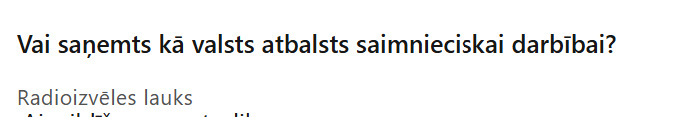 Vai saņemts kā valsts atbalsts saimnieciskai darbībai?
Radioizvēles lauks